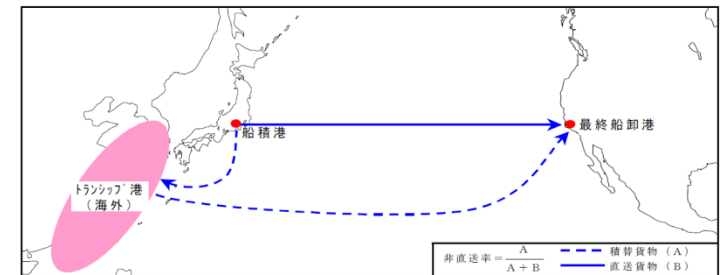 船積港
最終船卸港
ﾄﾗﾝｼｯﾌﾟ港
（海外）
非直送率＝A/A＋B
積替貨物（A）
直送貨物（B）